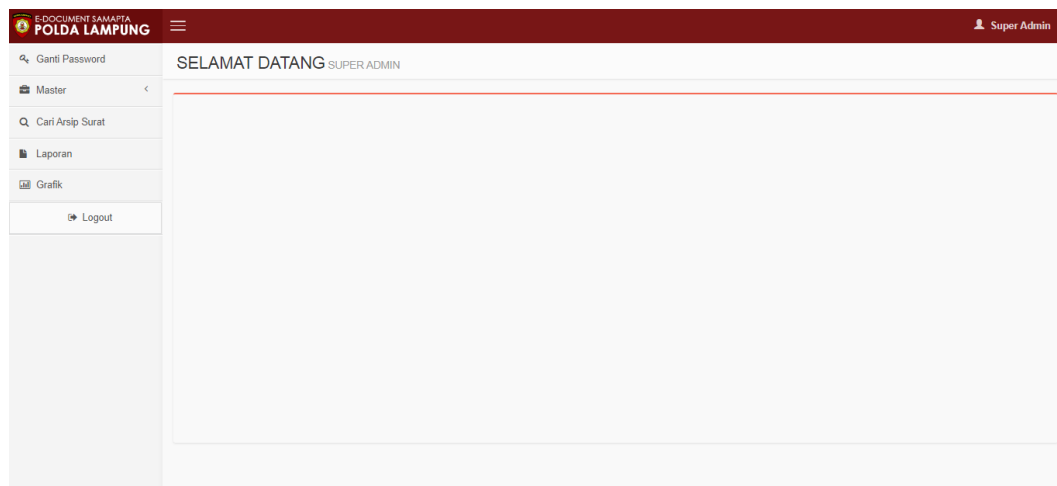 E-DOCUMENT SAMAPTA
POLDA LAMPUNG
Super Admin
Ganti Password
SELAMAT DATANG SUPER ADMIN
Master
Cari Arsip Surat
Laporan
Grafik
Logout